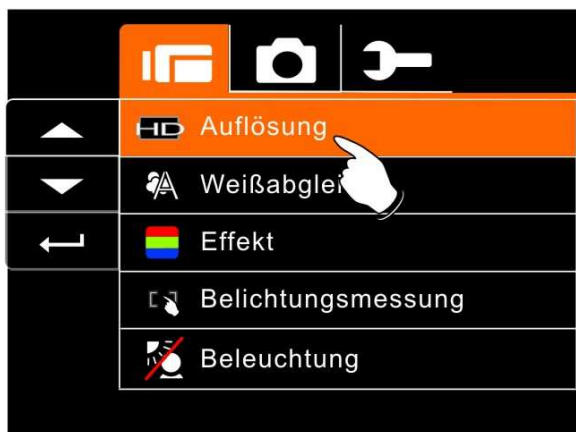 HD Auflösung
A Weißabglei
Effekt
Belichtungsmessung
Beleuchtung